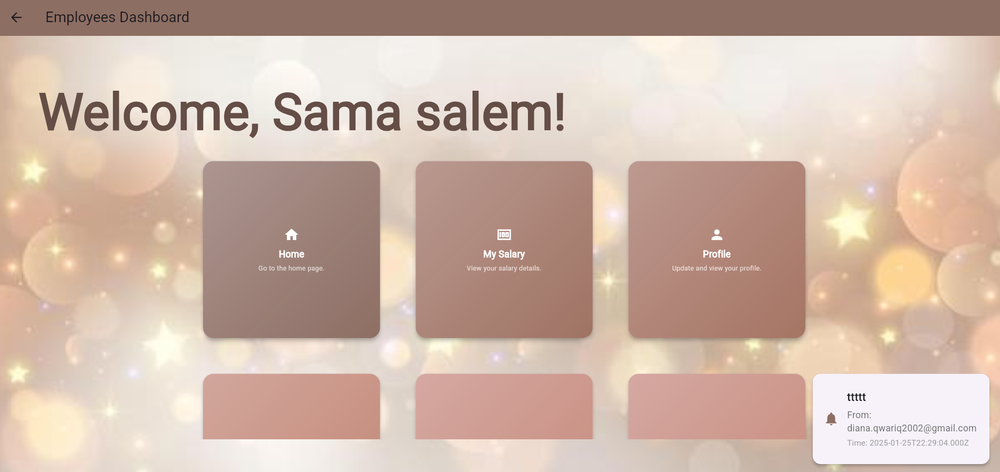 Employees Dashboard
Welcome, Sama salem!
Home
Go to the home page.
My Salary
View your salary details.
Profile
Update and view your profile.
ttttt
From:
diana.qwariq2002@gmail.com
Time: 2025-01-25T22:29:04.000Z